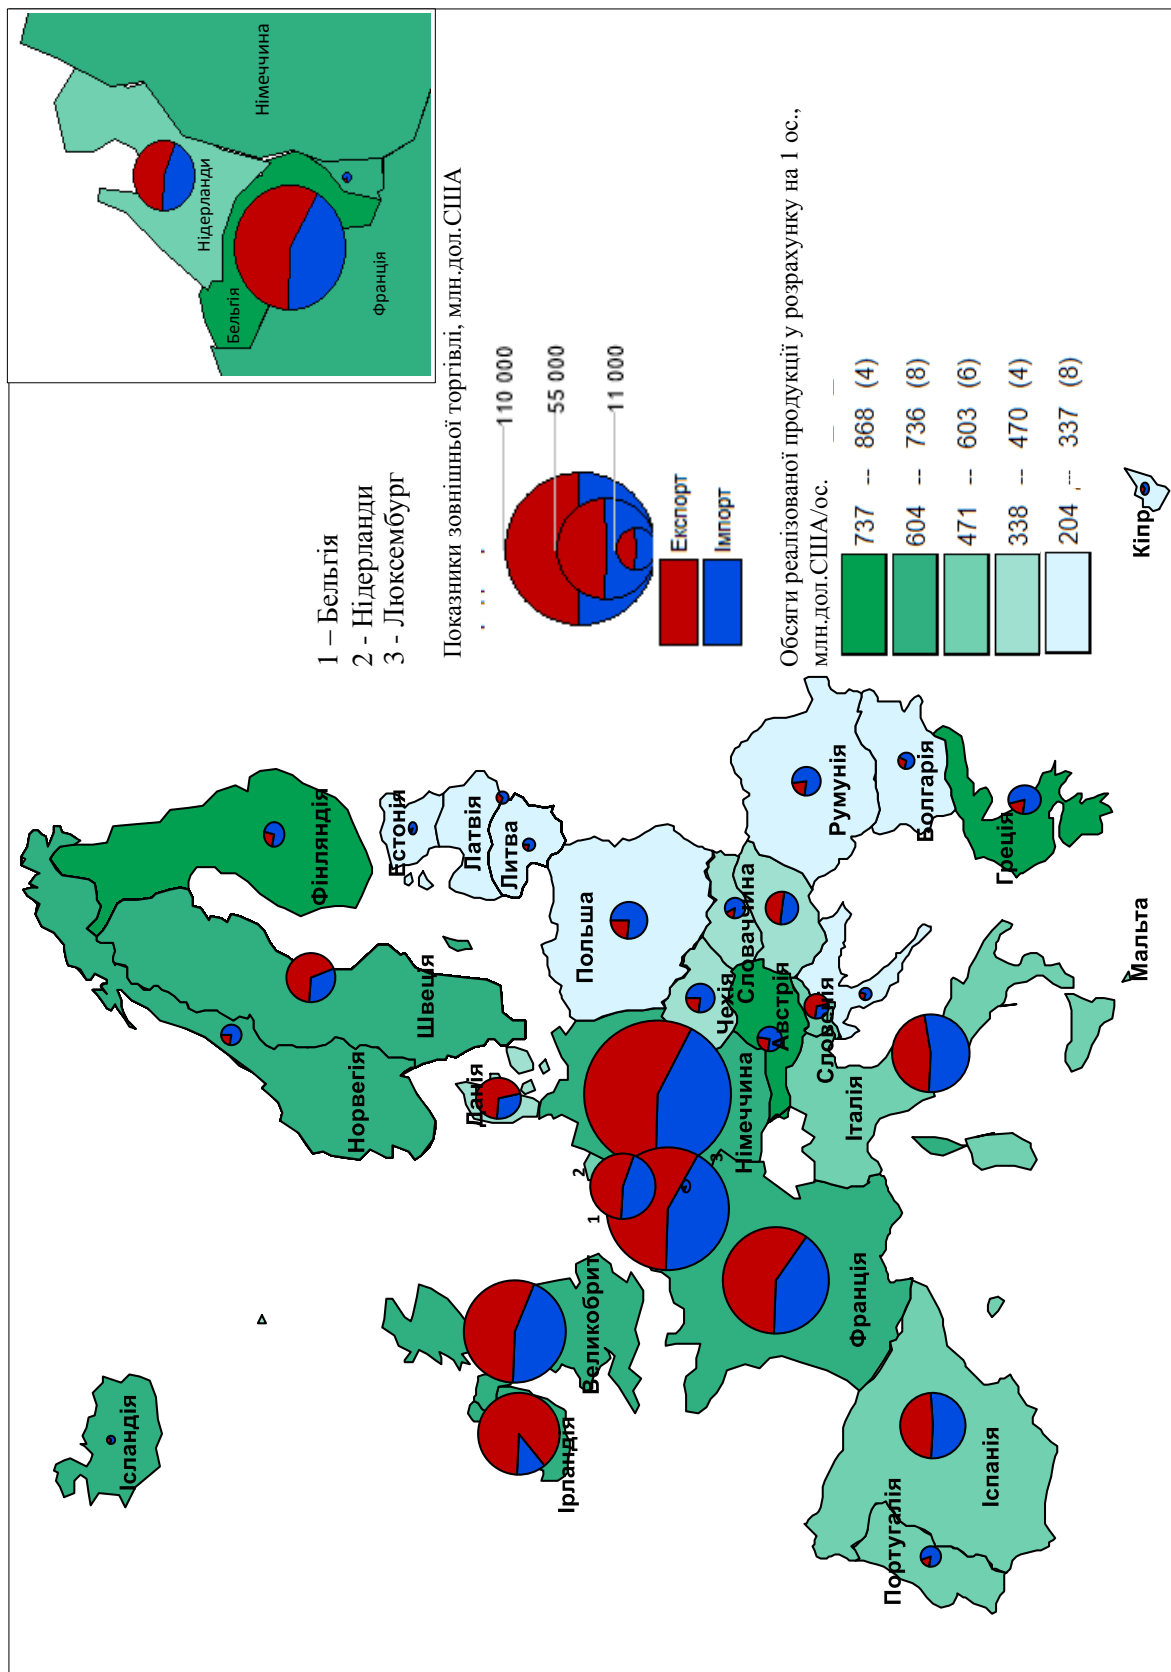 Німеччина
Нідерланди
Бельгія
Франція
1 – Бельгія
2 - Нідерланди
3 - Люксембург
Показники зовнішньої торгівлі, млн.дол.США
110 000
55 000
11 000
Експорт
Імпорт
Обсяги реалізованої продукції у розрахунку на 1 ос.,
млн.дол.США/ос.
737 -- 868 (4)
604 -- 736 (8)
471 -- 603 (6)
338 -- 470 (4)
204 -- 337 (8)
Ісландія
Норвегія
Швеція
Фінляндія
Естонія
Латвія
Литва
Данія
Ірландія
Великобрит
1
2
3
Польша
Німеччина
Чехія
Словаччина
Австрія
Словенія
Румунія
Болгарія
Греція
Італія
Франція
Іспанія
Португалія
Мальта
Кіпр